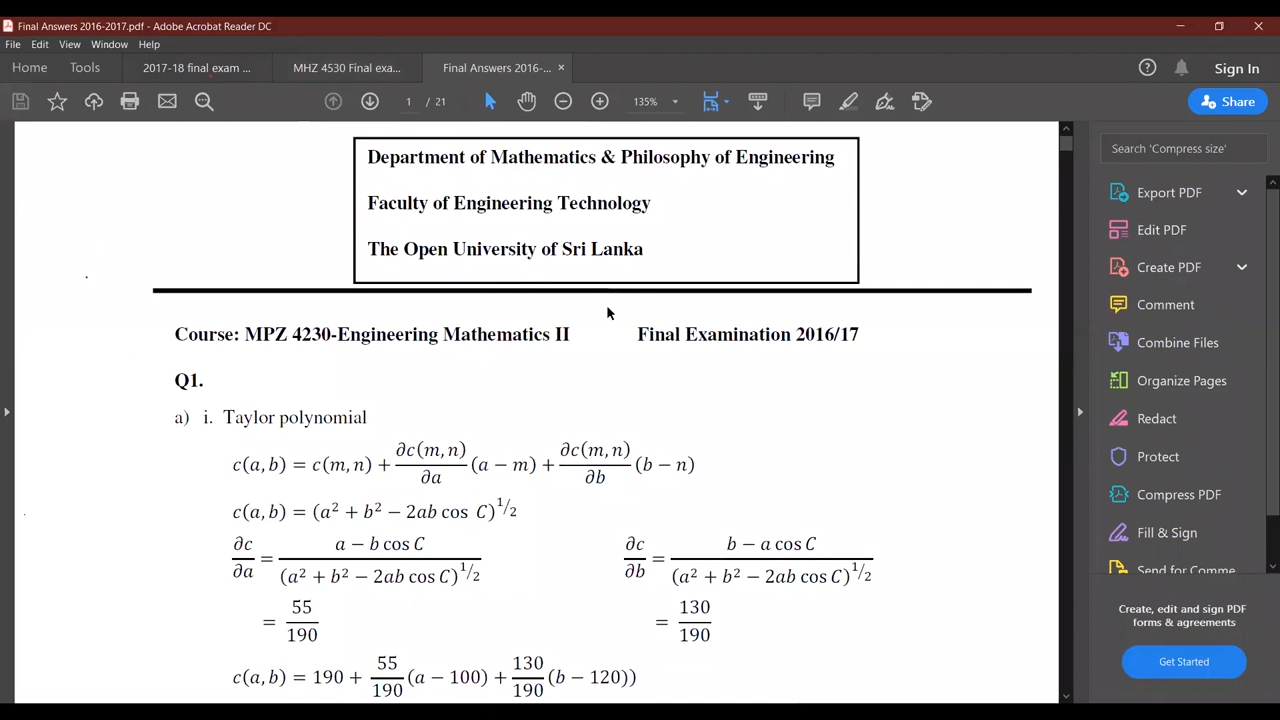 Final Answers 2016-2017.pdf - Adobe Acrobat Reader DC
File Edit View Window Help
Home Tools 2017-18 final exam ... MHZ 4530 Final exa... Final Answers 2016-... × Sign In
1 / 21 135% Share
Department of Mathematics & Philosophy of Engineering
Faculty of Engineering Technology
The Open University of Sri Lanka
Course: MPZ 4230-Engineering Mathematics II Final Examination 2016/17
Q1.
a) i. Taylor polynomial
c(a, b) = c(m, n) + ∂c(m, n)/∂a (a − m) + ∂c(m, n)/∂b (b − n)
c(a, b) = (a² + b² − 2ab cos C)^1/2
∂c/∂a = a − b cos C/(a² + b² − 2ab cos C)^1/2 ∂c/∂b = b − a cos C/(a² + b² − 2ab cos C)^1/2
= 55/190 = 130/190
c(a, b) = 190 + 55/190 (a − 100) + 130/190 (b − 120))
Search 'Compress size'
Export PDF
Edit PDF
Create PDF
Comment
Combine Files
Organize Pages
Redact
Protect
Compress PDF
Fill & Sign
Send for Comme
Create, edit and sign PDF
forms & agreements
Get Started